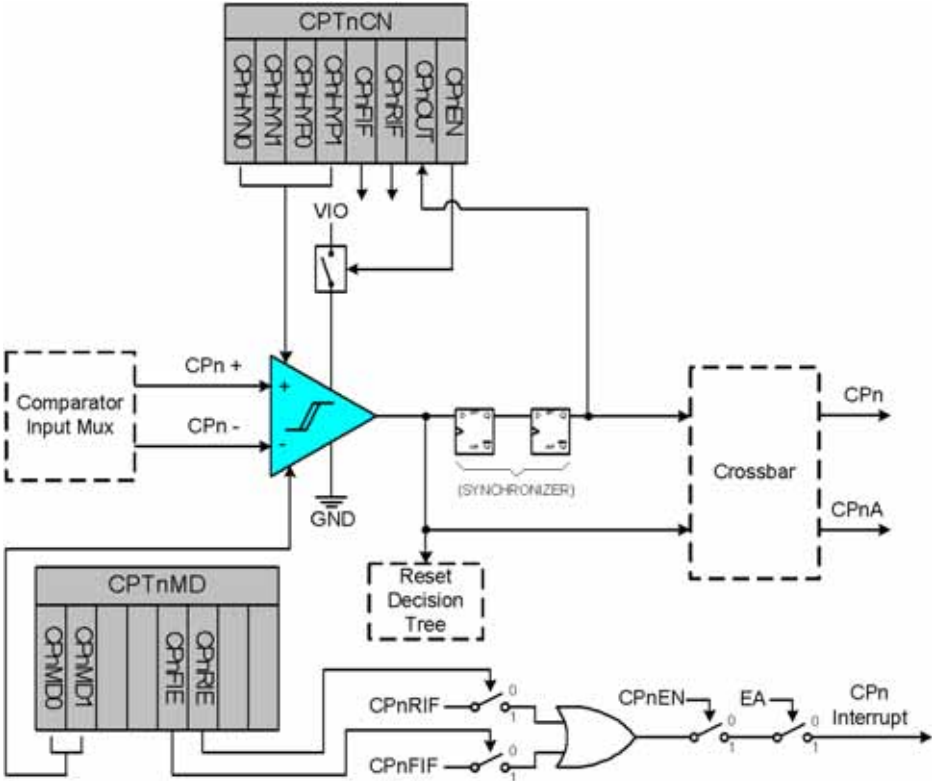 CPTnCN
CPnHYN0
CPnHYN1
CPnHYP0
CPnHYP1
CPnFIF
CPnRIF
CPnOUT
CPnEN
VIO
CPn +
CPn -
+
-
Comparator
Input Mux
GND
(SYNCHRONIZER)
Crossbar
CPn
CPnA
Reset
Decision
Tree
CPTnMD
CPnMD0
CPnMD1
CPnFIE
CPnRIE
CPnRIF
0
1
CPnFIF
0
1
CPnEN
0
1
EA
0
1
CPn
Interrupt